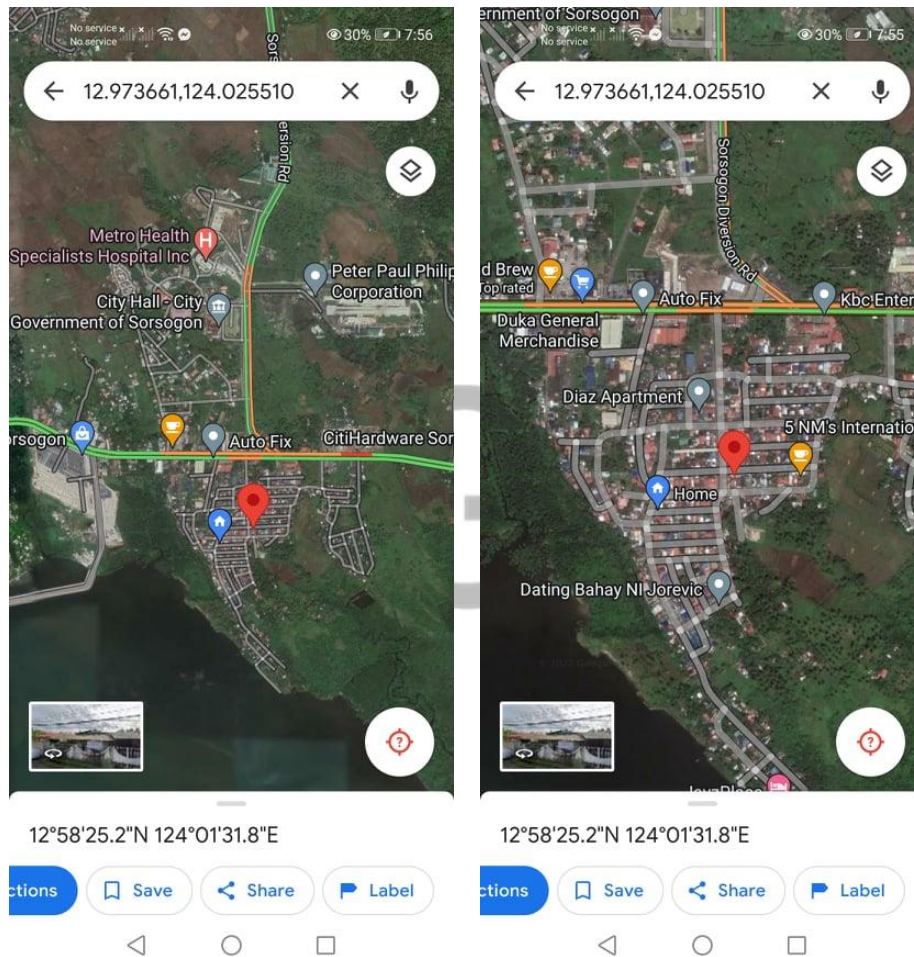 No service
No service
30%
7:56
12.973661,124.025510
Diversion Rd
Metro Health
Specialists Hospital Inc
H
Peter Paul Philip
Corporation
City Hall - City
Government of Sorsogon
orsogon
Auto Fix
CitiHardware Sor
12°58'25.2"N 124°01'31.8"E
ctions
Save
Share
Label
ernment of Sorsogon
No service
No service
30%
7:55
12.973661,124.025510
Sorsogon Diversion Rd
d Brew
Top rated
Auto Fix
Kbc Enter
Duka General
Merchandise
Diaz Apartment
5 NM's Internatio
Home
Dating Bahay NI Jorevic
JayzPlace
12°58'25.2"N 124°01'31.8"E
ctions
Save
Share
Label